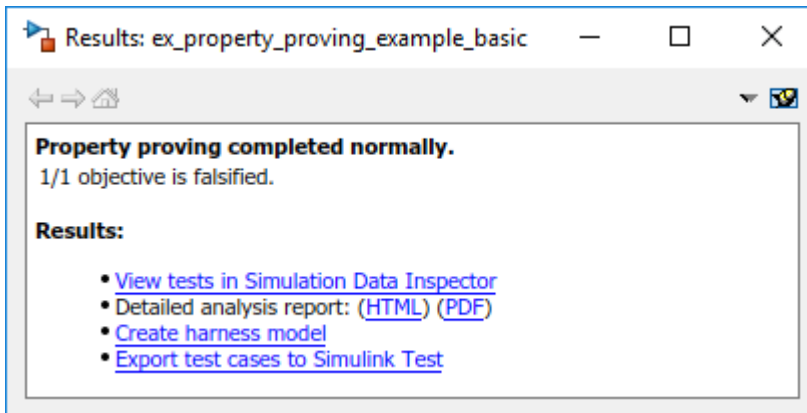 Results: ex_property_proving_example_basic
Property proving completed normally.
1/1 objective is falsified.
Results:
• View tests in Simulation Data Inspector
• Detailed analysis report: (HTML) (PDF)
• Create harness model
• Export test cases to Simulink Test